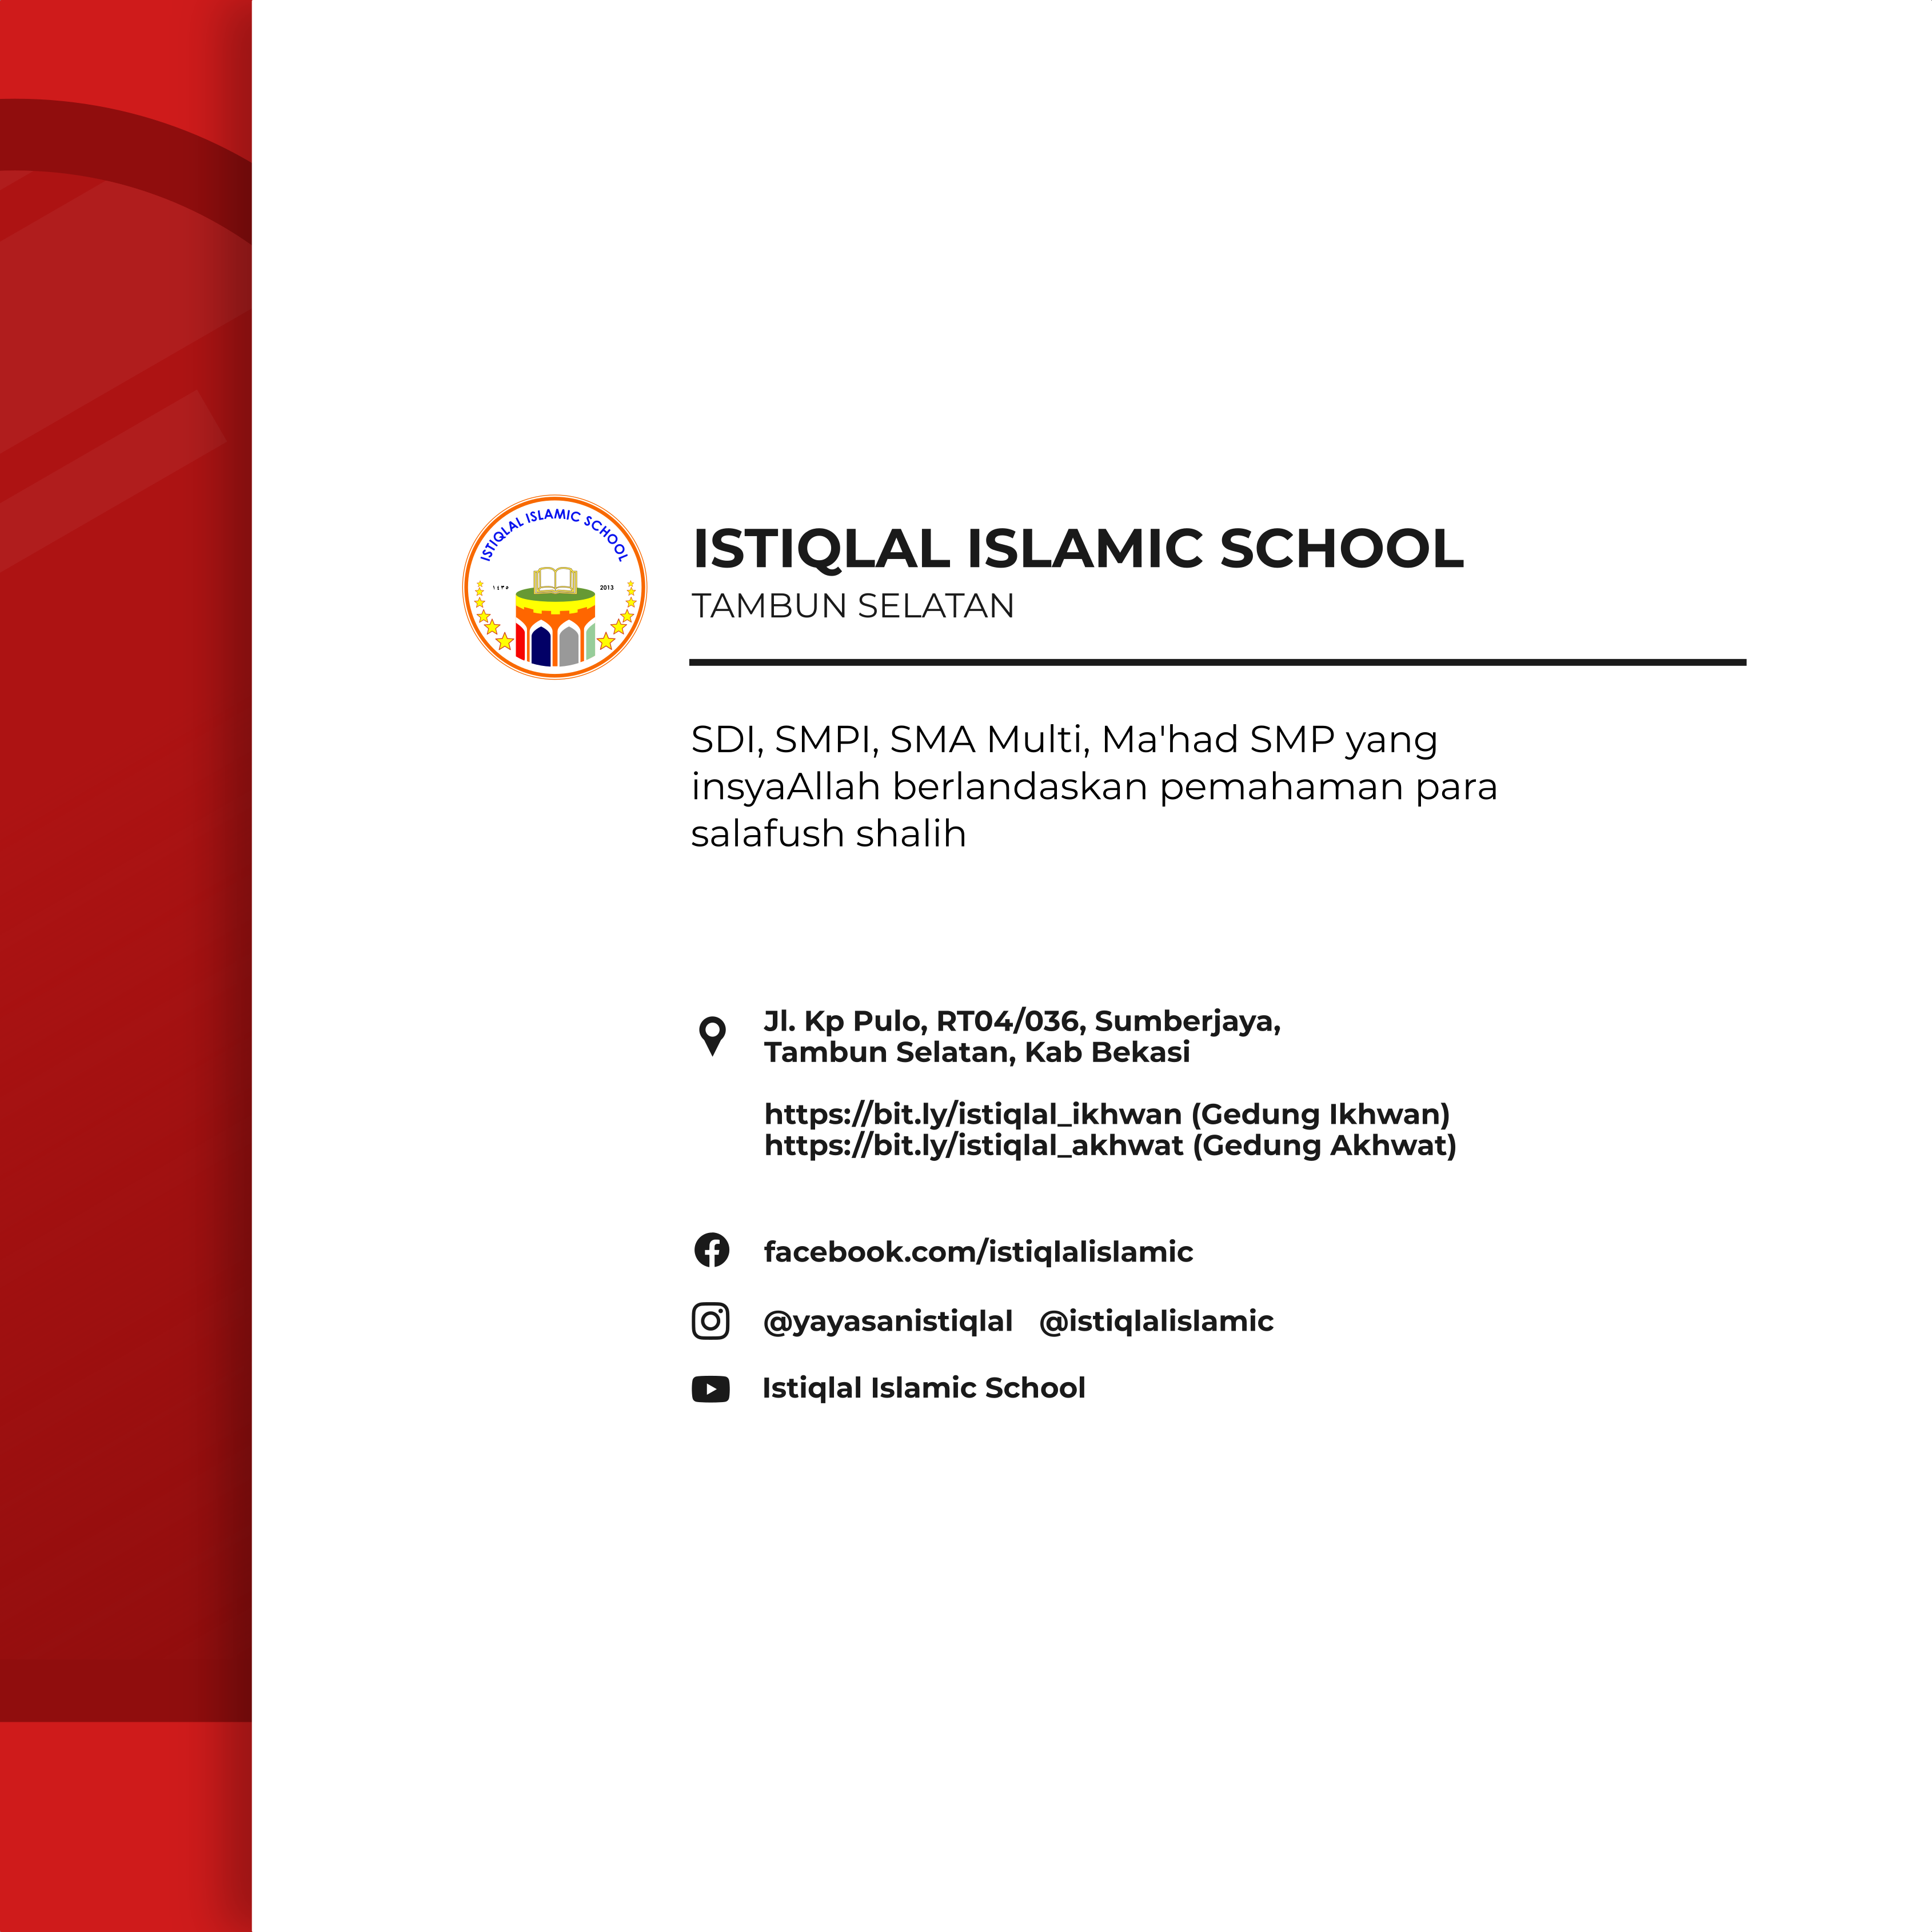 ISTIQLAL ISLAMIC SCHOOL
١٤٣٥ 2013
ISTIQLAL ISLAMIC SCHOOL
TAMBUN SELATAN
SDI, SMPI, SMA Multi, Ma'had SMP yang
insyaAllah berlandaskan pemahaman para
salafush shalih
Jl. Kp Pulo, RT04/036, Sumberjaya,
Tambun Selatan, Kab Bekasi
https://bit.ly/istiqlal_ikhwan (Gedung Ikhwan)
https://bit.ly/istiqlal_akhwat (Gedung Akhwat)
facebook.com/istiqlalislamic
@yayasanistiqlal @istiqlalislamic
Istiqlal Islamic School